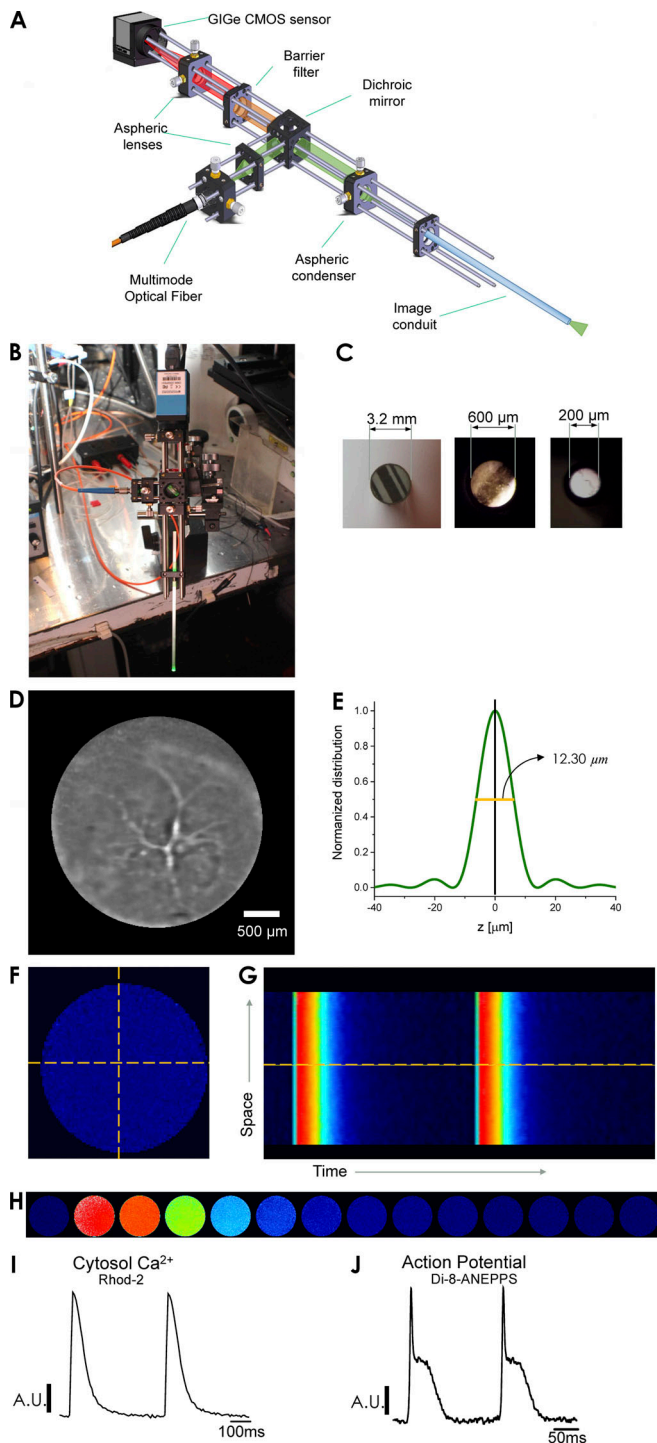 A
GIGe CMOS sensor
Barrier
filter
Dichroic
mirror
Aspheric
lenses
Multimode
Optical Fiber
Aspheric
condenser
Image
conduit
B
C
3.2 mm
600 µm
200 µm
D
500 µm
E
Normanized distribution
1.0
0.8
0.6
0.4
0.2
0.0
-40
-20
0
20
40
z [µm]
12.30 µm
F
G
Space
Time
H
I
Cytosol Ca²⁺
Rhod-2
A.U.
100ms
J
Action Potential
Di-8-ANEPPS
A.U.
50ms